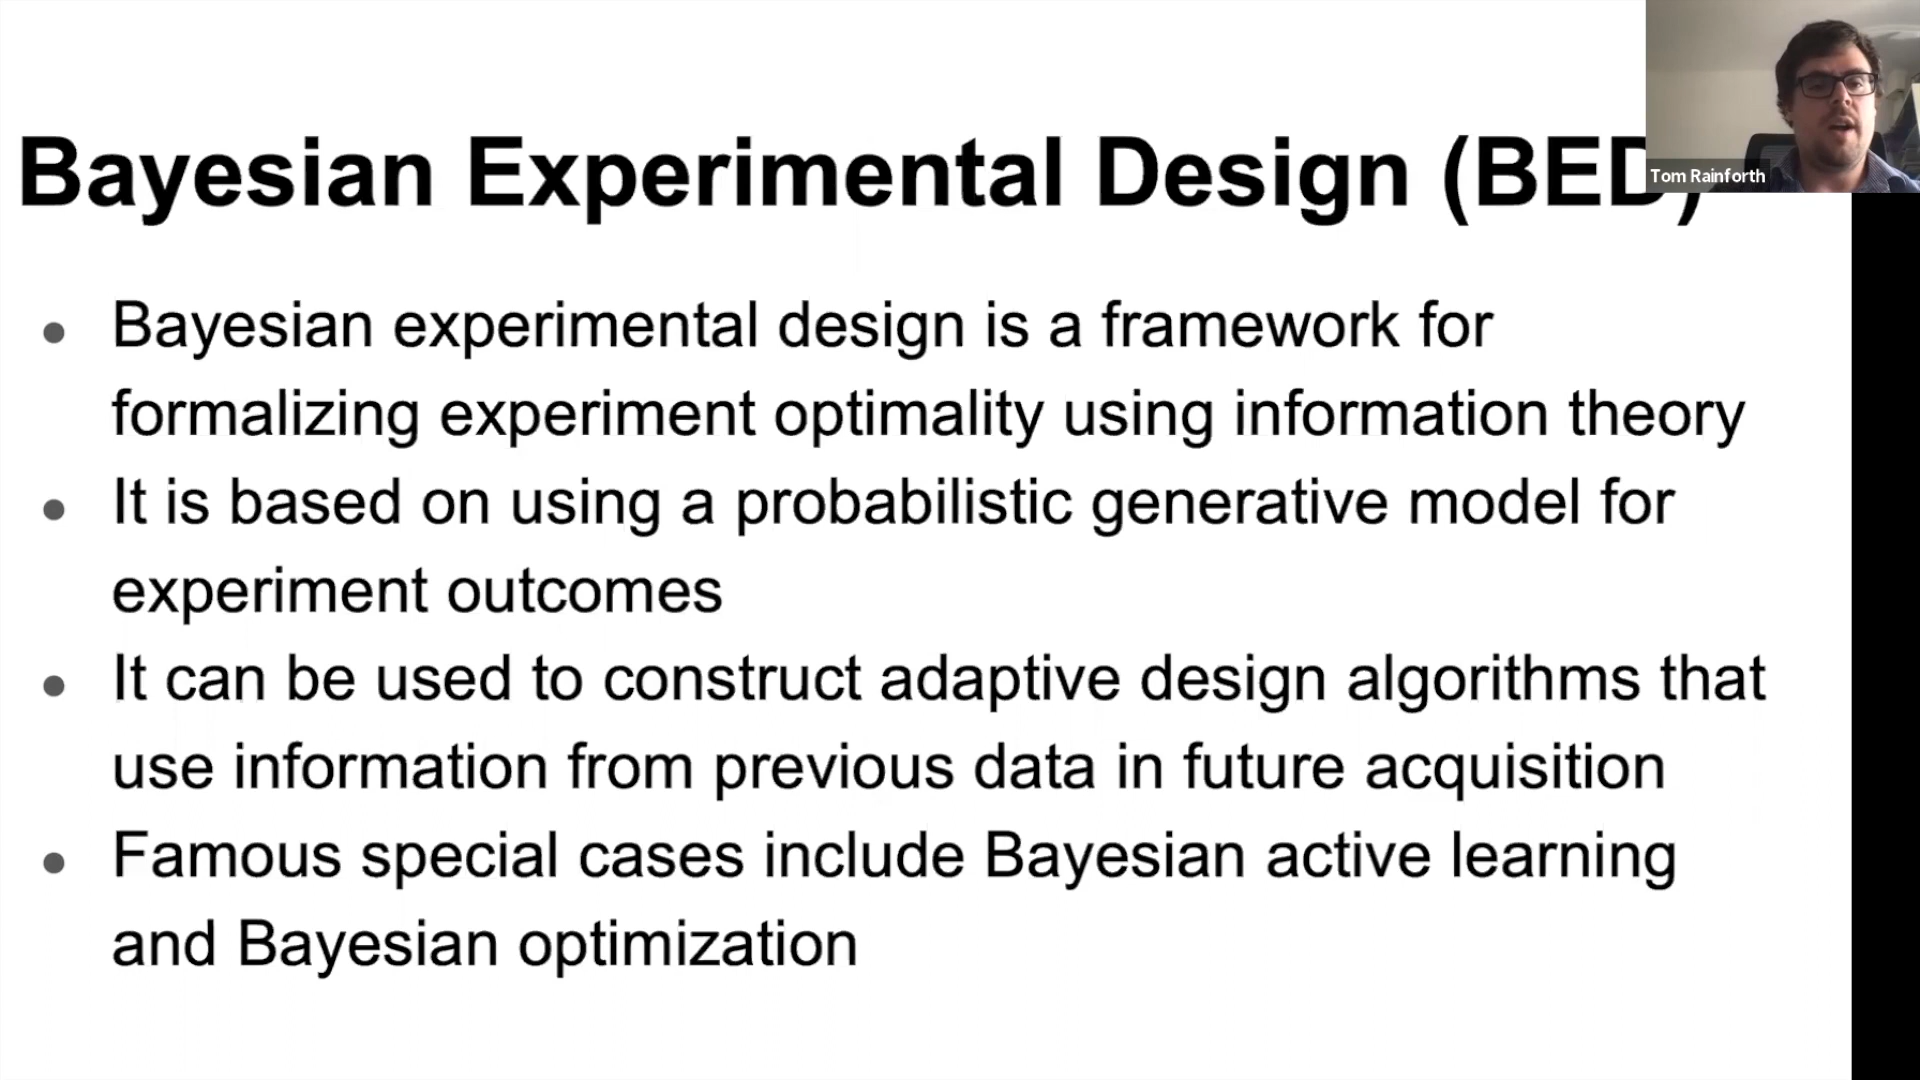 Bayesian Experimental Design (BED)
Tom Rainforth
Bayesian experimental design is a framework for
formalizing experiment optimality using information theory
It is based on using a probabilistic generative model for
experiment outcomes
It can be used to construct adaptive design algorithms that
use information from previous data in future acquisition
Famous special cases include Bayesian active learning
and Bayesian optimization